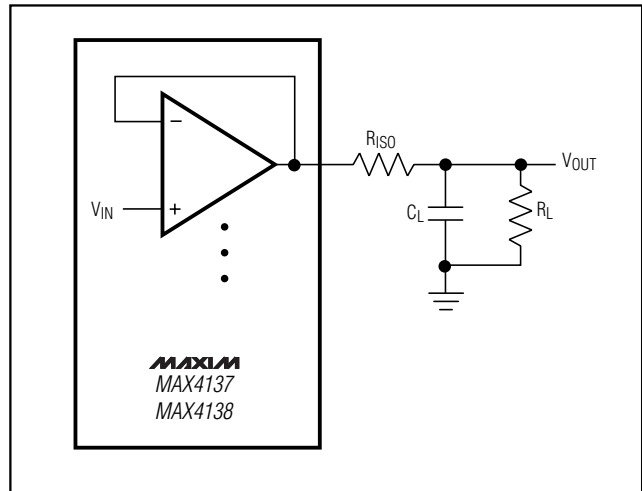 −
RISO
VOUT
VIN
+
CL
RL
MAXIM
MAX4137
MAX4138